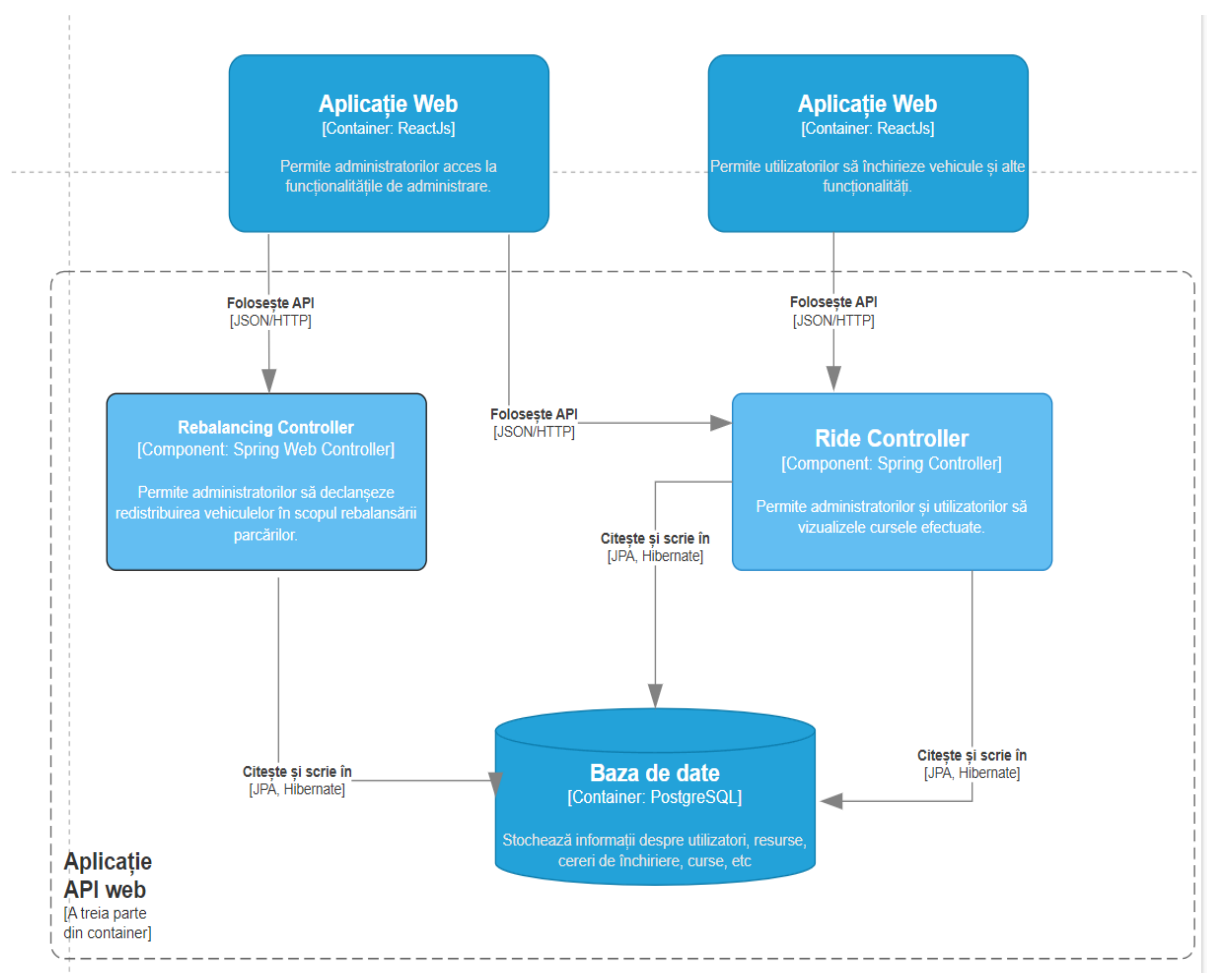 Aplicație Web
[Container: ReactJs]
Permite administratorilor acces la
funcționalitățile de administrare.
Aplicație Web
[Container: ReactJs]
Permite utilizatorilor să închirieze vehicule și alte
funcționalități.
Folosește API
[JSON/HTTP]
Folosește API
[JSON/HTTP]
Folosește API
[JSON/HTTP]
Rebalancing Controller
[Component: Spring Web Controller]
Permite administratorilor să declanșeze
redistribuirea vehiculelor în scopul rebalansării
parcărilor.
Ride Controller
[Component: Spring Controller]
Permite administratorilor și utilizatorilor să
vizualizele cursele efectuate.
Citește și scrie în
[JPA, Hibernate]
Citește și scrie în
[JPA, Hibernate]
Citește și scrie în
[JPA, Hibernate]
Baza de date
[Container: PostgreSQL]
Stochează informații despre utilizatori, resurse,
cereri de închiriere, curse, etc
Aplicație
API web
[A treia parte
din container]